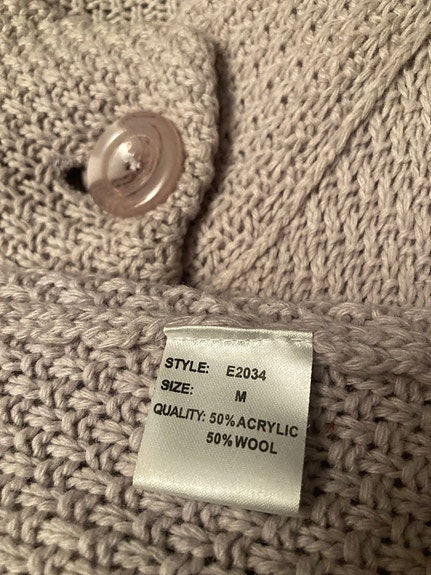 STYLE: E2034
SIZE: M
QUALITY: 50%ACRYLIC
50%WOOL